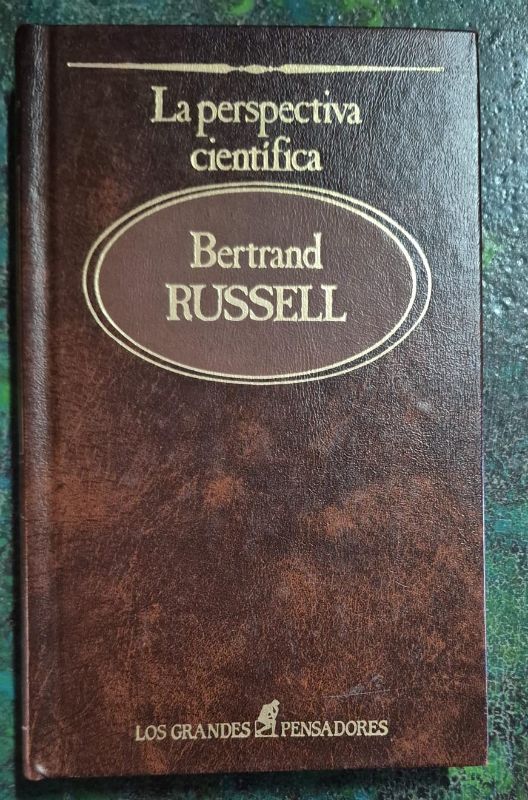 La perspectiva
científica
Bertrand
RUSSELL
LOS GRANDES PENSADORES